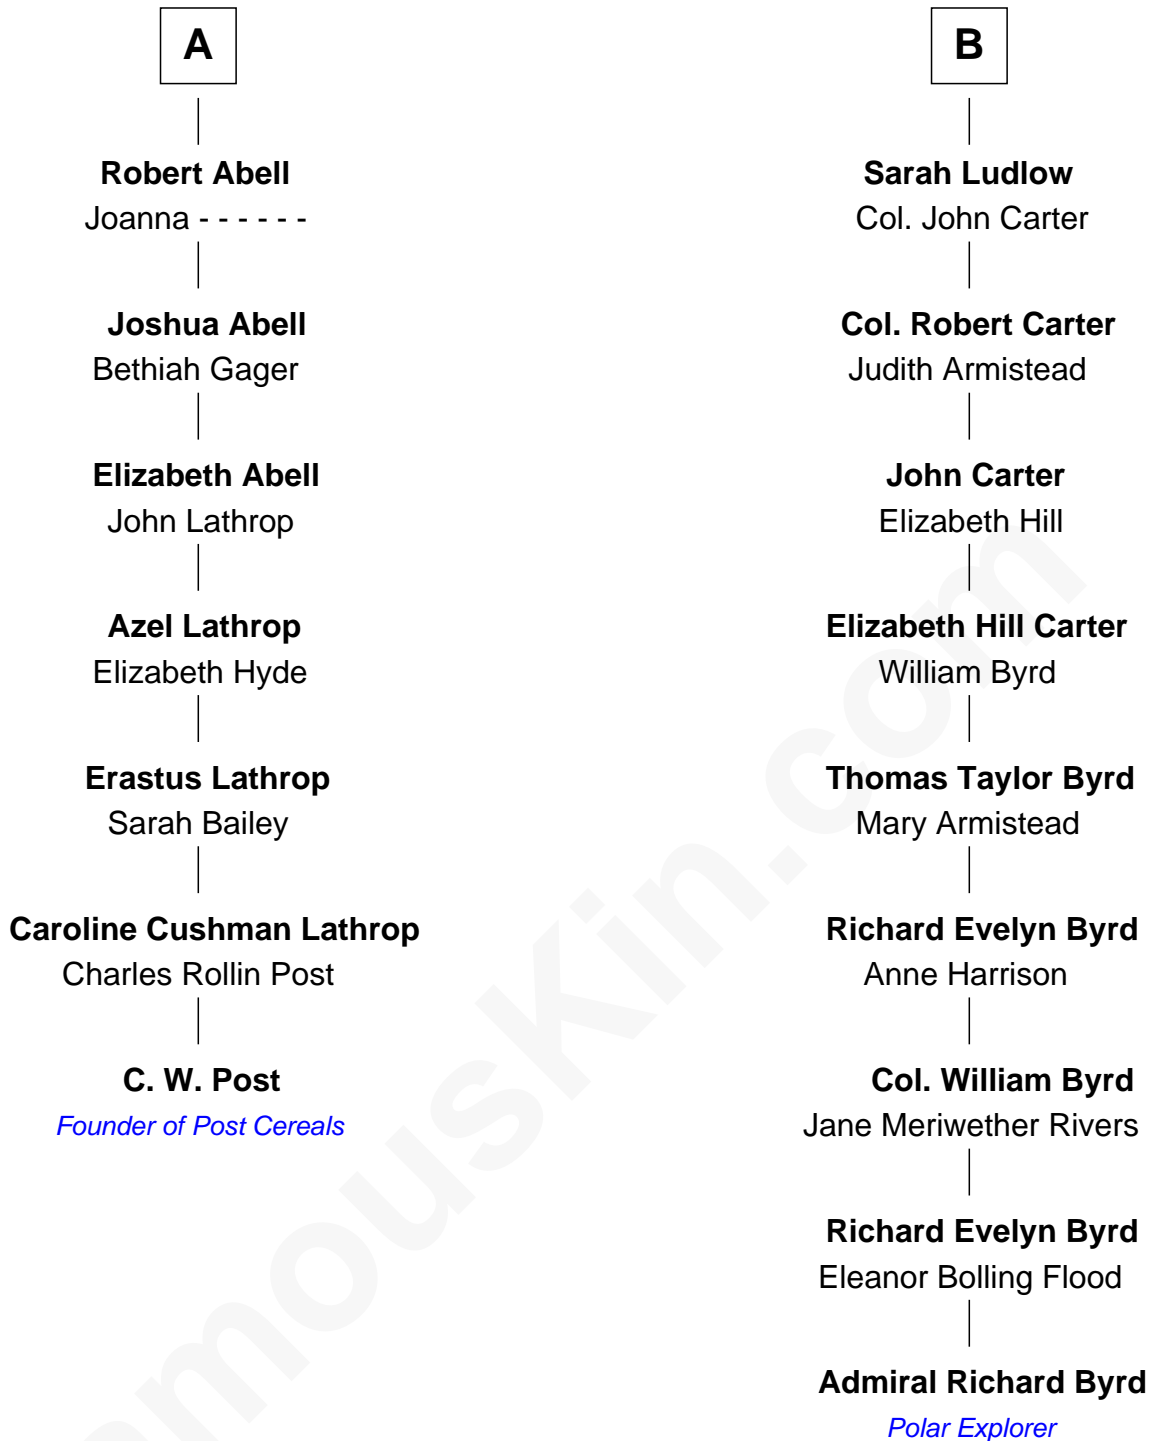 A
Robert Abell
Joanna - - - - - -
Joshua Abell
Bethiah Gager
Elizabeth Abell
John Lathrop
Azel Lathrop
Elizabeth Hyde
Erastus Lathrop
Sarah Bailey
Caroline Cushman Lathrop
Charles Rollin Post
C. W. Post
Founder of Post Cereals
B
Sarah Ludlow
Col. John Carter
Col. Robert Carter
Judith Armistead
John Carter
Elizabeth Hill
Elizabeth Hill Carter
William Byrd
Thomas Taylor Byrd
Mary Armistead
Richard Evelyn Byrd
Anne Harrison
Col. William Byrd
Jane Meriwether Rivers
Richard Evelyn Byrd
Eleanor Bolling Flood
Admiral Richard Byrd
Polar Explorer
mousKin.com